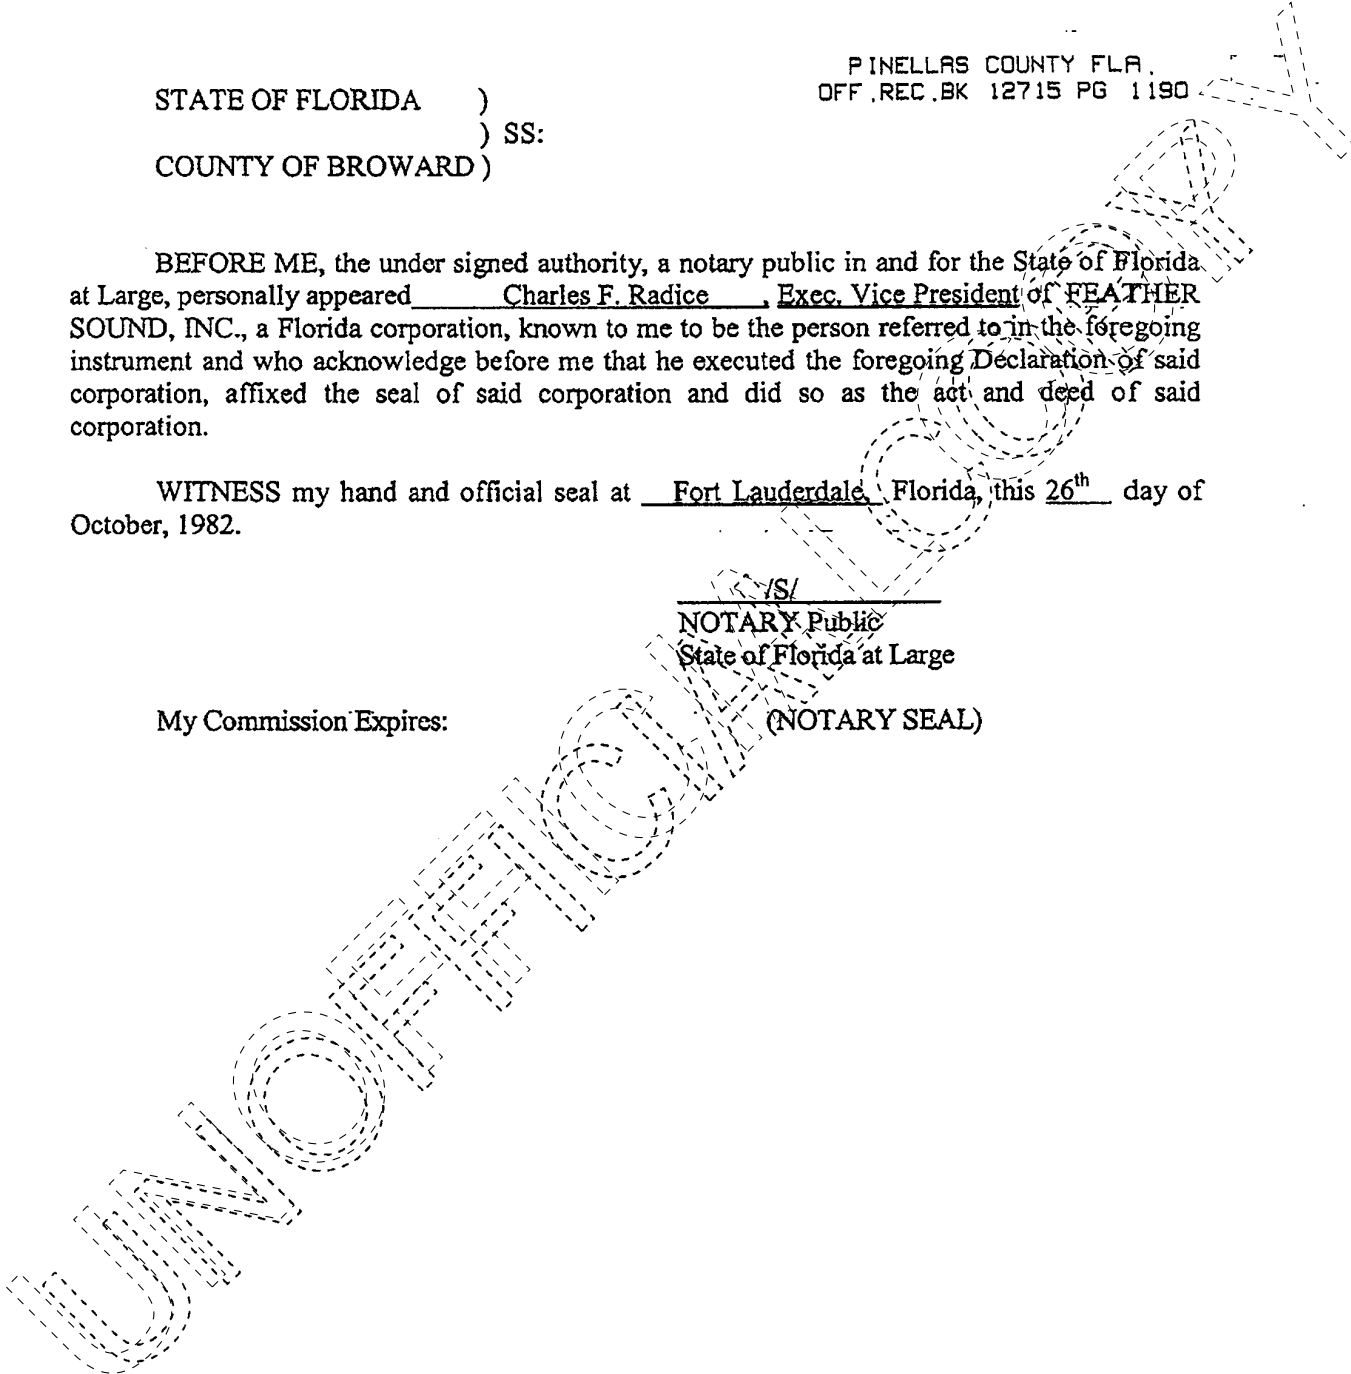 PINELLAS COUNTY FLA.
OFF.REC.BK 12715 PG 1190
STATE OF FLORIDA )
) SS:
COUNTY OF BROWARD )
BEFORE ME, the under signed authority, a notary public in and for the State of Florida
at Large, personally appeared Charles F. Radice , Exec. Vice President of FEATHER
SOUND, INC., a Florida corporation, known to me to be the person referred to in the foregoing
instrument and who acknowledge before me that he executed the foregoing Declaration of said
corporation, affixed the seal of said corporation and did so as the act and deed of said
corporation.
WITNESS my hand and official seal at Fort Lauderdale, Florida, this 26th day of
October, 1982.
/S/
NOTARY Public
State of Florida at Large
My Commission Expires: (NOTARY SEAL)
UNOFFICIAL COPY